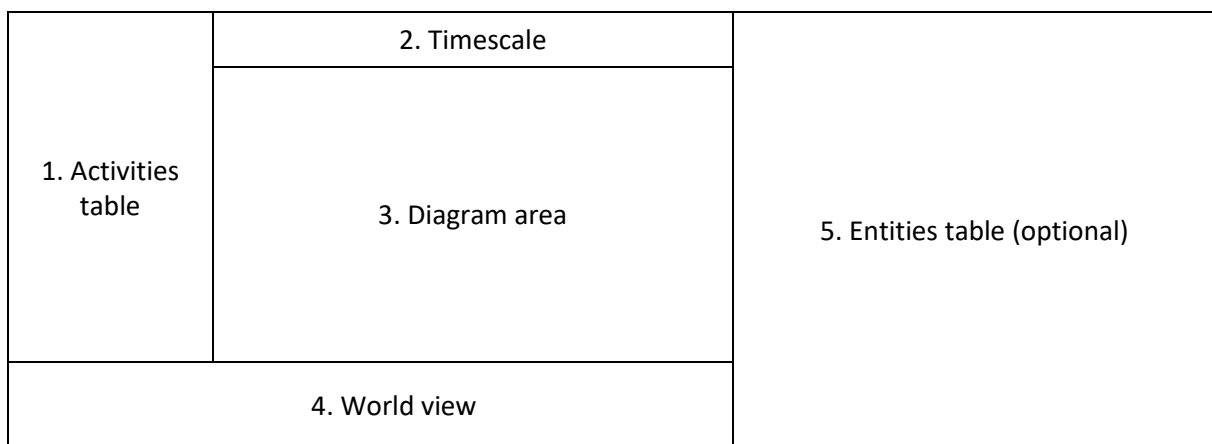 1. Activities
table
2. Timescale
3. Diagram area
4. World view
5. Entities table (optional)